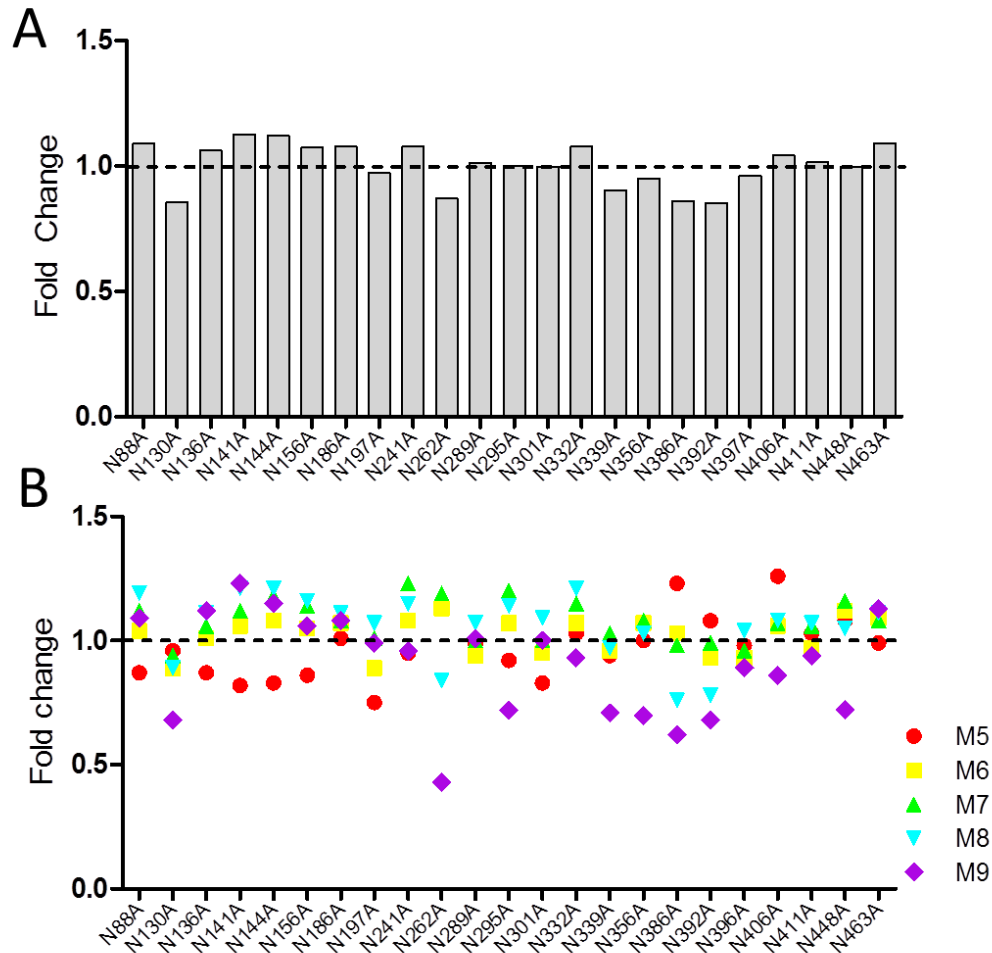 A
Fold Change
1.5
1.0
0.5
0.0
N88A N130A N136A N141A N144A N156A N186A N197A N241A N262A N289A N295A N301A N332A N339A N356A N386A N392A N397A N406A N411A N448A N463A
B
Fold change
1.5
1.0
0.5
0.0
M5
M6
M7
M8
M9
N88A N130A N136A N141A N144A N156A N186A N197A N241A N262A N289A N295A N301A N332A N339A N356A N386A N392A N396A N406A N411A N448A N463A